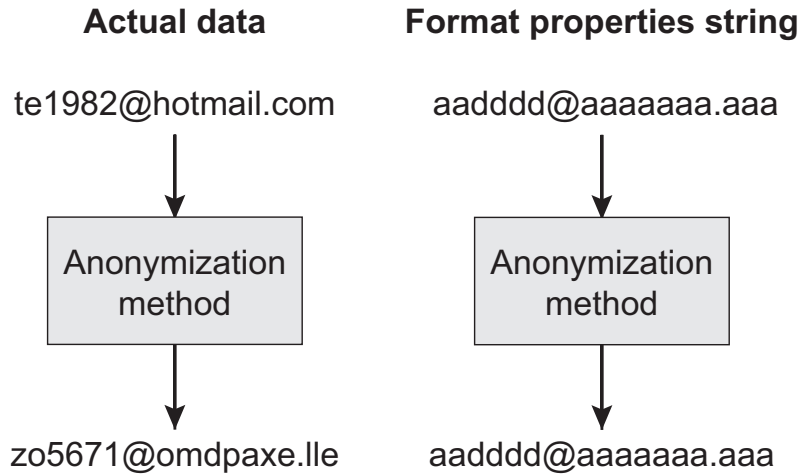 Actual data
Format properties string
te1982@hotmail.com
aadddd@aaaaaaa.aaa
Anonymization
method
Anonymization
method
zo5671@omdpaxe.lle
aadddd@aaaaaaa.aaa